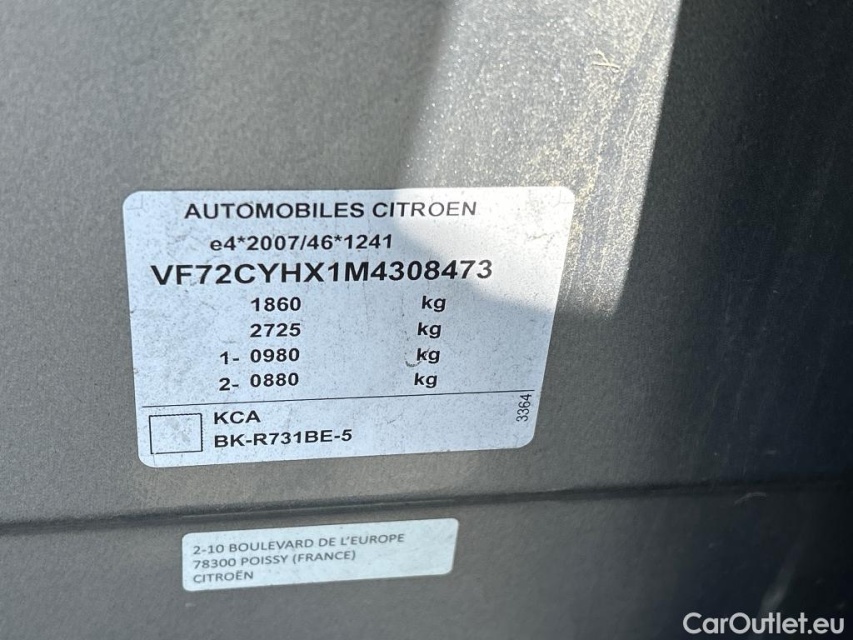 AUTOMOBILES CITROEN
e4*2007/46*1241
VF72CYHX1M4308473
1860 kg
2725 kg
1- 0980 kg
2- 0880 kg
KCA
BK-R731BE-5
3364
2-10 BOULEVARD DE L'EUROPE
78300 POISSY (FRANCE)
CITROËN
CarOutlet.eu